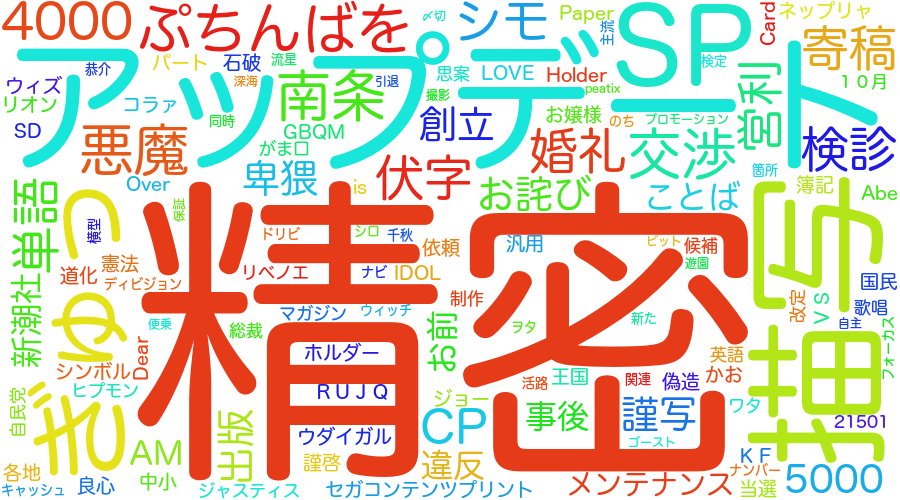 4000
ぷちんばを
シモ
〆切
Paper
主流
SP
Card
ネップリャ
寄稿
恭介
パート
石破
流星
深海
引退
思案
LOVE
Holder
peatix
検定
10月
ウィズ
リオン
コラァ
同時
南条
撮影
アップデート
お嬢様
のち
プロモーション
営利
SD
悪魔
GBQM
がま口
創立
婚礼
交渉
検診
Over
卑猥
is
伏字
お詫び
ことば
箇所
簿記
Abe
単語
ぎゅっ
横型
保証
精密
描写
ドリビ
シロ
千秋
依頼
汎用
ビット
候補
遊園
憲法
道化
ディビジョン
リベノエ
ナビ
IDOL
国民
新潮社
マガジン
ウィッチ
制作
改定
VS
歌唱
自主
便乗
総裁
お前
ヲタ
新た
フォーカス
シンボル
Dear
ホルダー
英語
ヒプモン
RUJQ
ジョー
活路
王国
関連
偽造
かお
自民党
出版
ウダイガル
CP
事後
謹写
ワタ
21501
AM
謹啓
違反
ゴースト
KF
各地
キャッシュ
良心
中小
ジャスティス
セガコンテンツプリント
メンテナンス
ナンバー
当選
5000